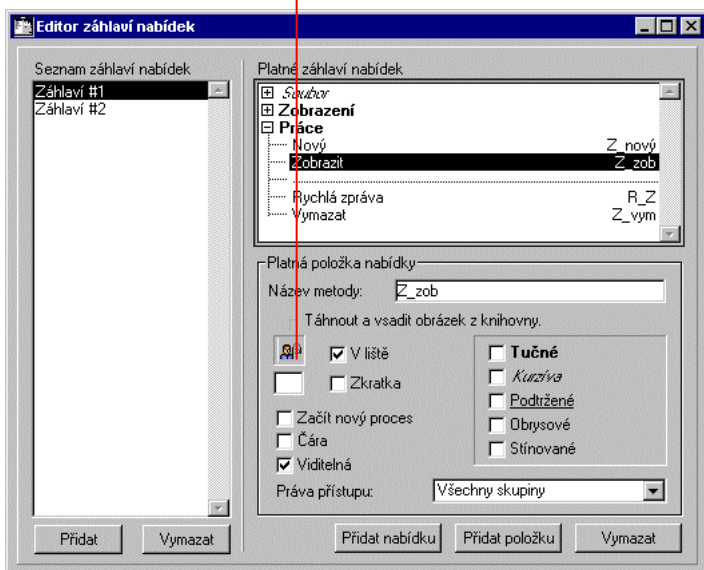 Editor záhlaví nabídek
Seznam záhlaví nabídek
Záhlaví #1
Záhlaví #2
Přidat
Vymazat
Platné záhlaví nabídek
Soubor
Zobrazení
Práce
Nový Z_nový
Zobrazit Z_zob
Rychlá zpráva R_Z
Vymazat Z_vym
Platná položka nabídky
Název metody: Z_zob
Táhnout a vsadit obrázek z knihovny.
V liště
Zkratka
Začít nový proces
Čára
Viditelná
Tučné
Kurzíva
Podtržené
Obrysové
Stínované
Práva přístupu: Všechny skupiny
Přidat nabídku
Přidat položku
Vymazat